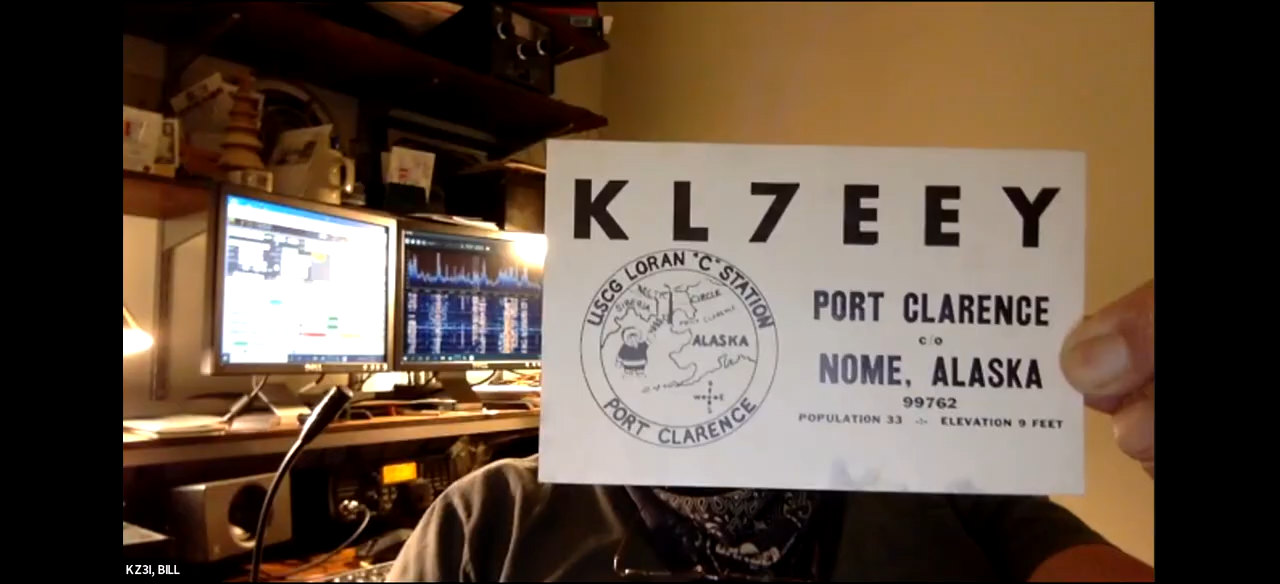 KL7EEY
USCG LORAN "C" STATION
SIBERIA
CIRCLE
PORT CLARENCE
ALASKA
PORT CLARENCE
PORT CLARENCE
c/o
NOME, ALASKA
99762
POPULATION 33 -:- ELEVATION 9 FEET
DELL
KZ3I, BILL